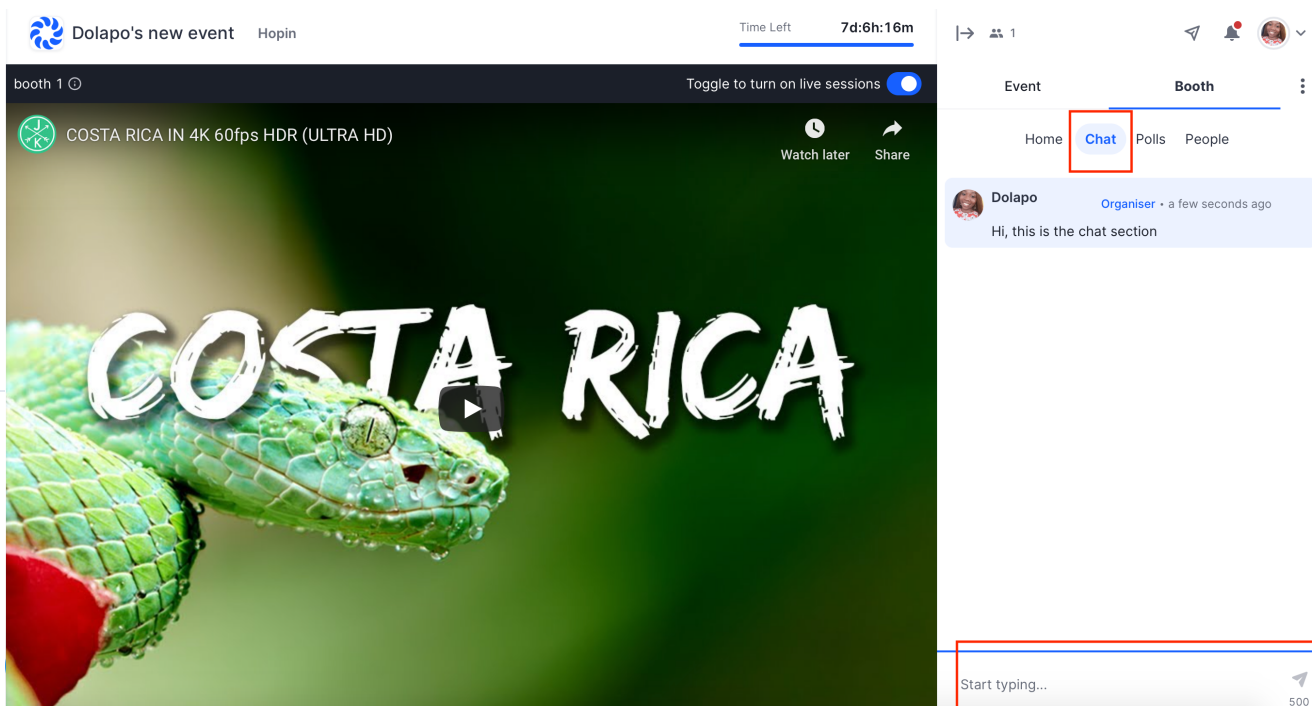 Dolapo's new event Hopin
Time Left 7d:6h:16m
1
booth 1
Toggle to turn on live sessions
Event Booth
J K
COSTA RICA IN 4K 60fps HDR (ULTRA HD)
Watch later Share
Home Chat Polls People
Dolapo
Organiser • a few seconds ago
Hi, this is the chat section
COSTA RICA
Start typing...
500